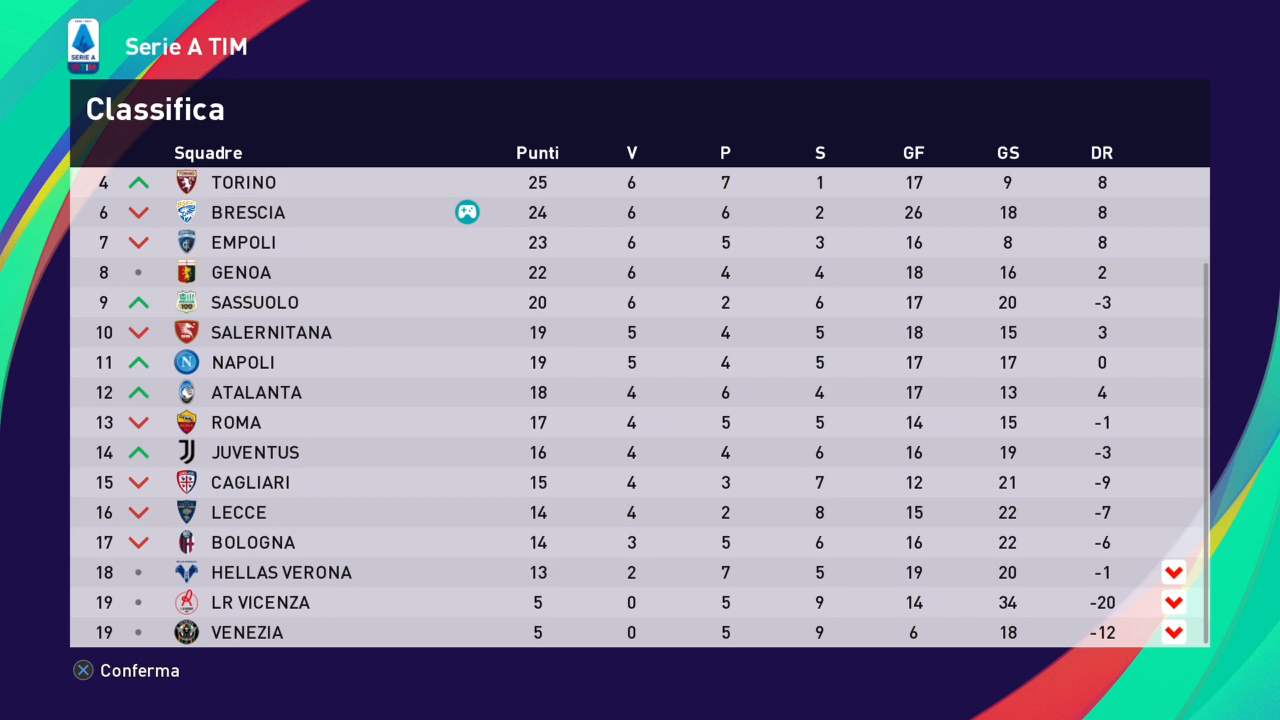 SERIE A
TIM
Serie A TIM
Classifica
Squadre Punti V P S GF GS DR
4 TORINO 25 6 7 1 17 9 8
6 BRESCIA 24 6 6 2 26 18 8
7 EMPOLI 23 6 5 3 16 8 8
8 GENOA 22 6 4 4 18 16 2
9 SASSUOLO 20 6 2 6 17 20 -3
10 SALERNITANA 19 5 4 5 18 15 3
11 NAPOLI 19 5 4 5 17 17 0
12 ATALANTA 18 4 6 4 17 13 4
13 ROMA 17 4 5 5 14 15 -1
14 JUVENTUS 16 4 4 6 16 19 -3
15 CAGLIARI 15 4 3 7 12 21 -9
16 LECCE 14 4 2 8 15 22 -7
17 BOLOGNA 14 3 5 6 16 22 -6
18 HELLAS VERONA 13 2 7 5 19 20 -1
19 LR VICENZA 5 0 5 9 14 34 -20
19 VENEZIA 5 0 5 9 6 18 -12
Conferma